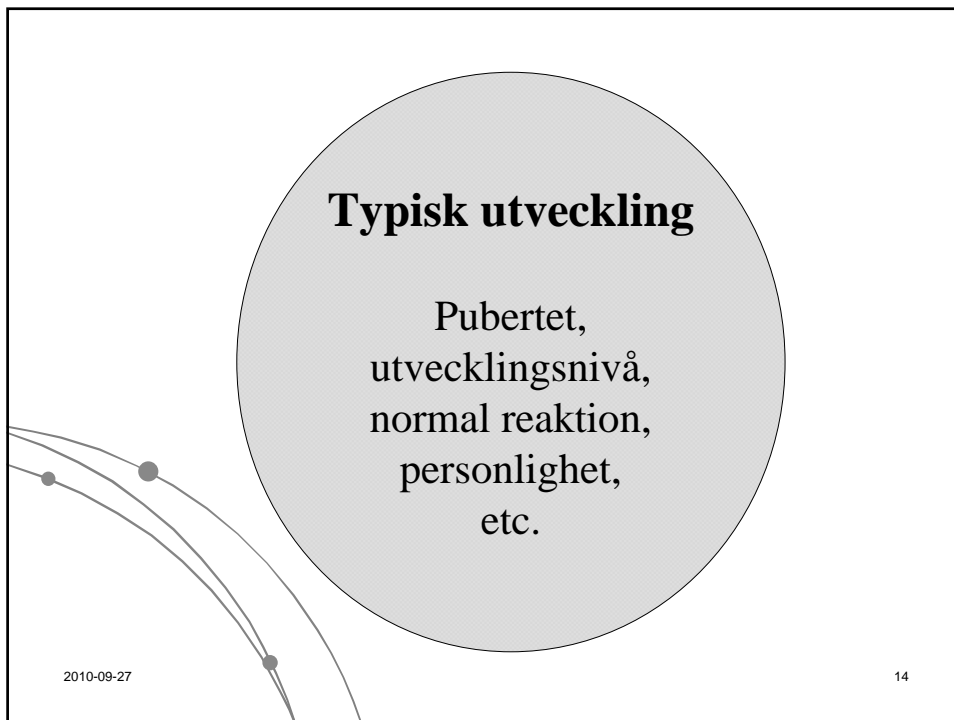 Typisk utveckling
Pubertet,
utvecklingsnivå,
normal reaktion,
personlighet,
etc.
2010-09-27
14